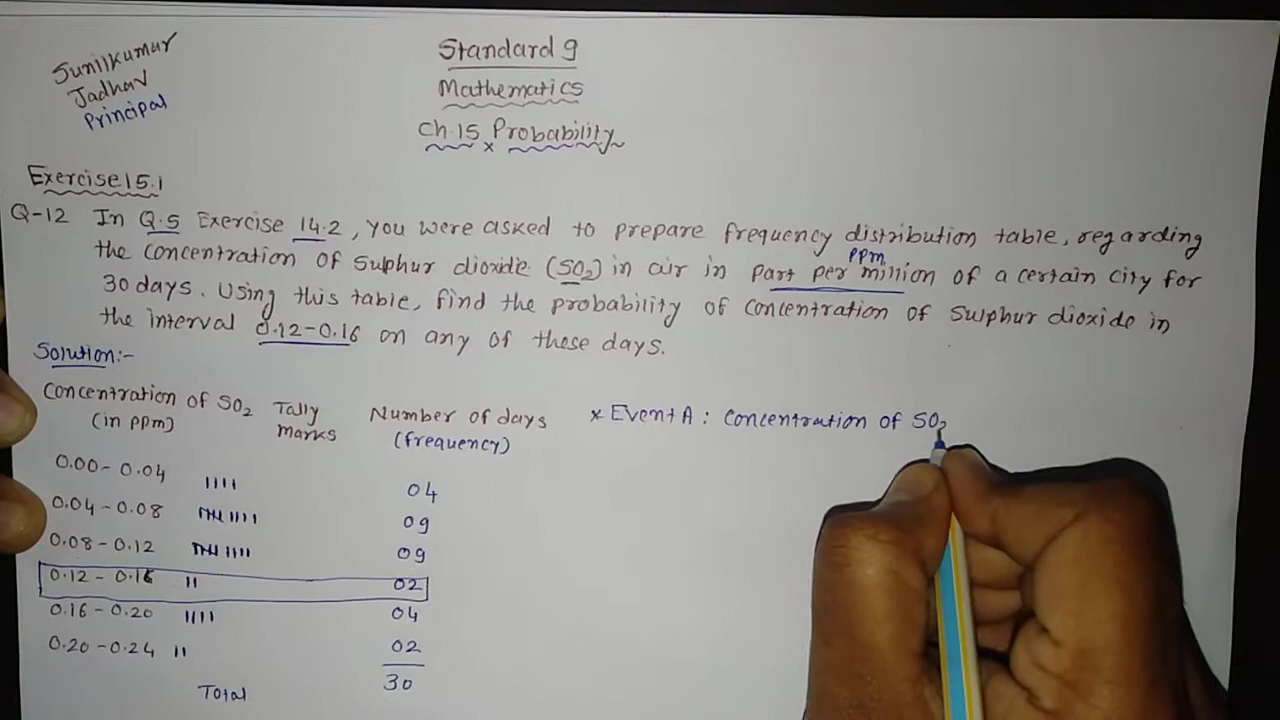 Sunilkumar
Jadhav
Principal
Standard 9
Mathematics
Ch.15 x Probability
Exercise 15.1
Q-12 In Q.5 Exercise 14.2, you were asked to prepare frequency distribution table, regarding
the concentration of Sulphur dioxide (SO₂) in air in part per million of a certain city for
ppm
30 days. Using this table, find the probability of concentration of Sulphur dioxide in
the interval 0.12-0.16 on any of these days.
Solution:-
Concentration of SO₂ Tally Number of days x Event A : Concentration of SO₂
(in ppm) marks (frequency)
0.00-0.04 |||| 04
0.04-0.08 𝍸 |||| 09
0.08-0.12 𝍸 |||| 09
0.12-0.16 || 02
0.16-0.20 |||| 04
0.20-0.24 || 02
Total 30